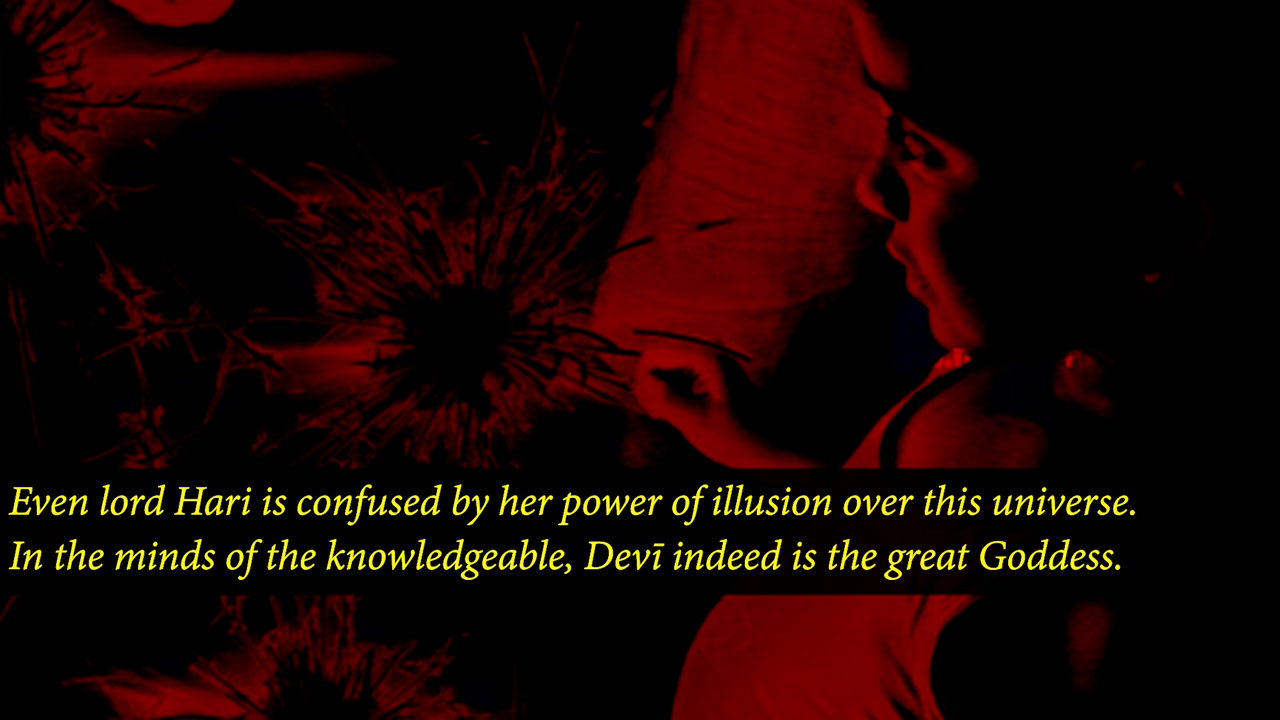 Even lord Hari is confused by her power of illusion over this universe.
In the minds of the knowledgeable, Devī indeed is the great Goddess.